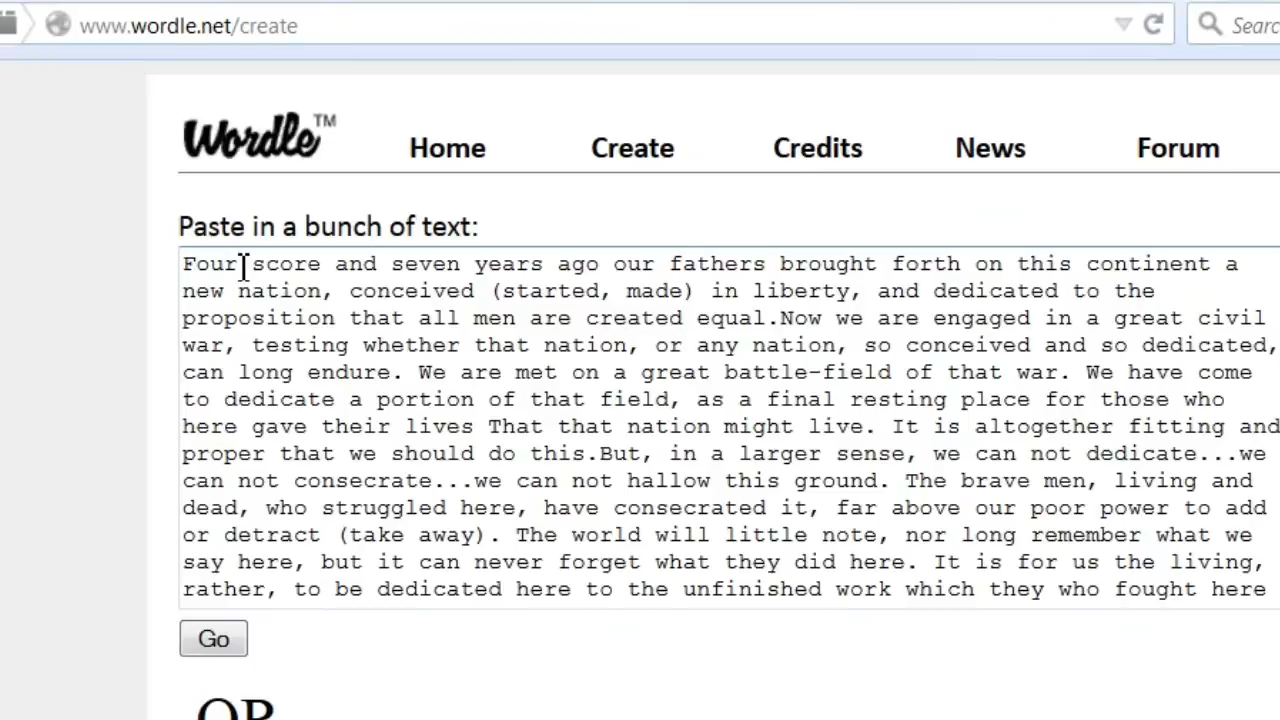 www.wordle.net/create
Searc
Wordle™
Home Create Credits News Forum
Paste in a bunch of text:
Four score and seven years ago our fathers brought forth on this continent a
new nation, conceived (started, made) in liberty, and dedicated to the
proposition that all men are created equal.Now we are engaged in a great civil
war, testing whether that nation, or any nation, so conceived and so dedicated,
can long endure. We are met on a great battle-field of that war. We have come
to dedicate a portion of that field, as a final resting place for those who
here gave their lives That that nation might live. It is altogether fitting and
proper that we should do this.But, in a larger sense, we can not dedicate...we
can not consecrate...we can not hallow this ground. The brave men, living and
dead, who struggled here, have consecrated it, far above our poor power to add
or detract (take away). The world will little note, nor long remember what we
say here, but it can never forget what they did here. It is for us the living,
rather, to be dedicated here to the unfinished work which they who fought here
Go
OR